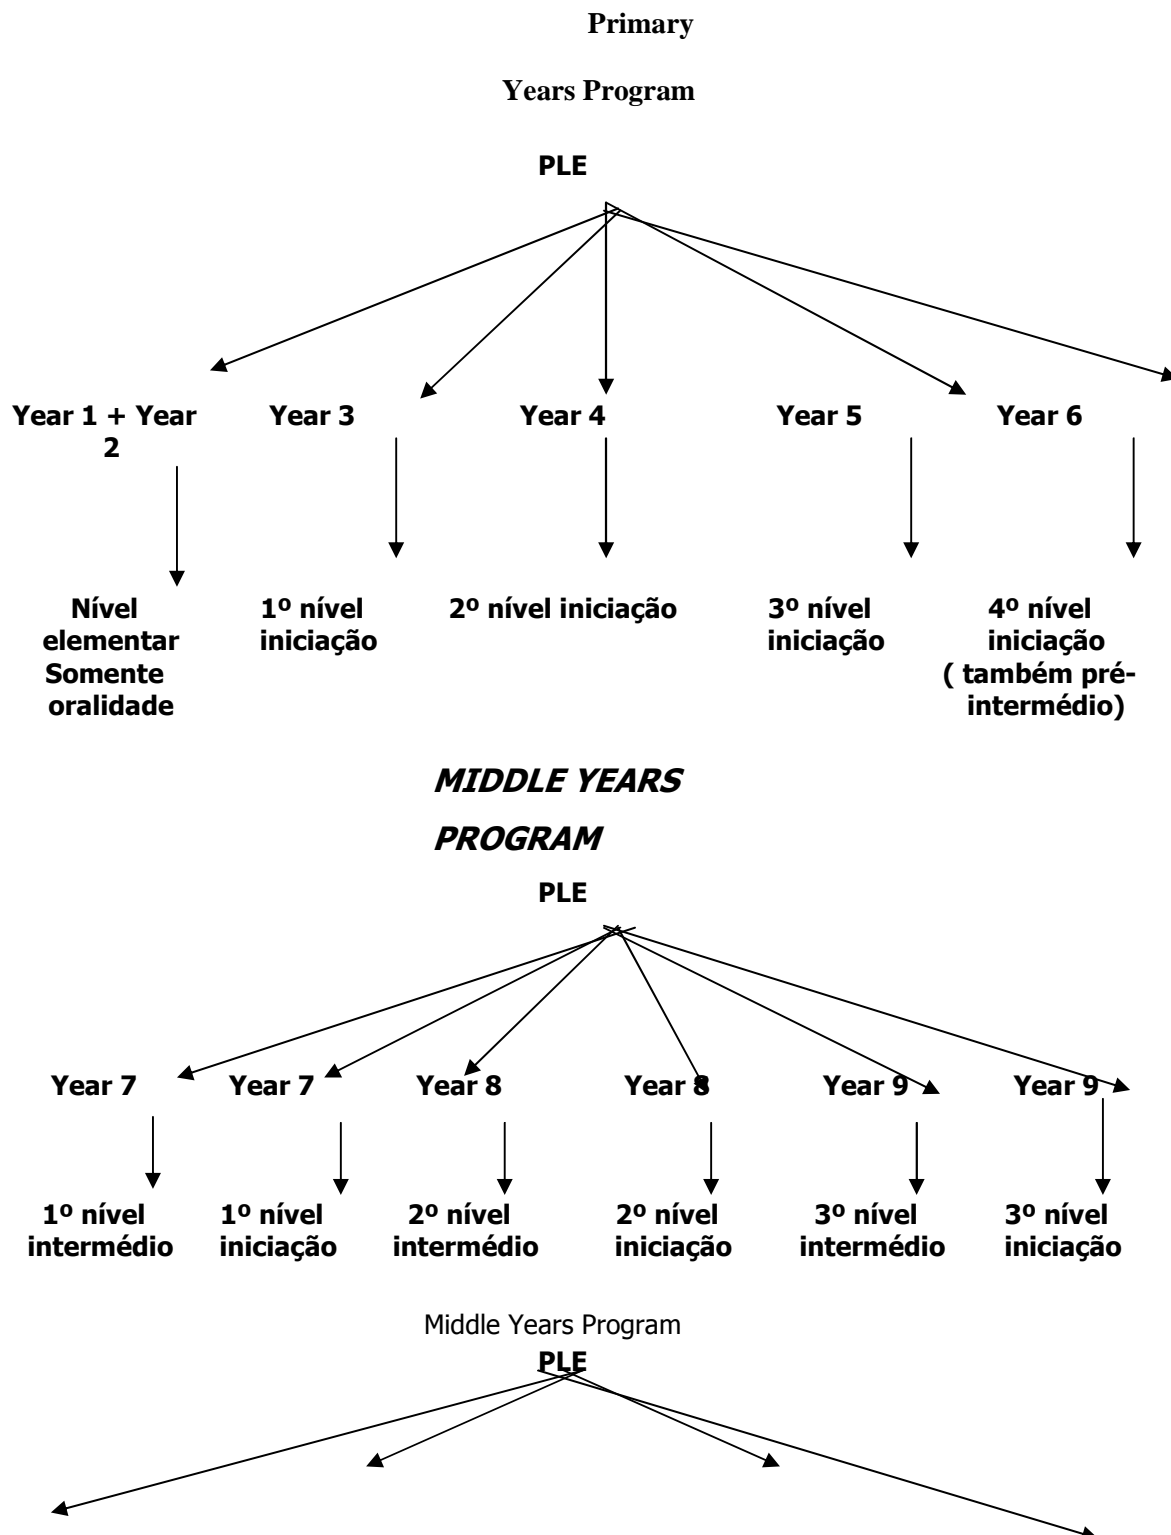 Primary
Years Program
PLE
Year 1 + Year Year 3 Year 4 Year 5 Year 6
2
Nível 1º nível 2º nível iniciação 3º nível 4º nível
elementar iniciação iniciação iniciação
Somente ( também pré-
oralidade intermédio)
MIDDLE YEARS
PROGRAM
PLE
Year 7 Year 7 Year 8 Year 8 Year 9 Year 9
1º nível 1º nível 2º nível 2º nível 3º nível 3º nível
intermédio iniciação intermédio iniciação intermédio iniciação
Middle Years Program
PLE